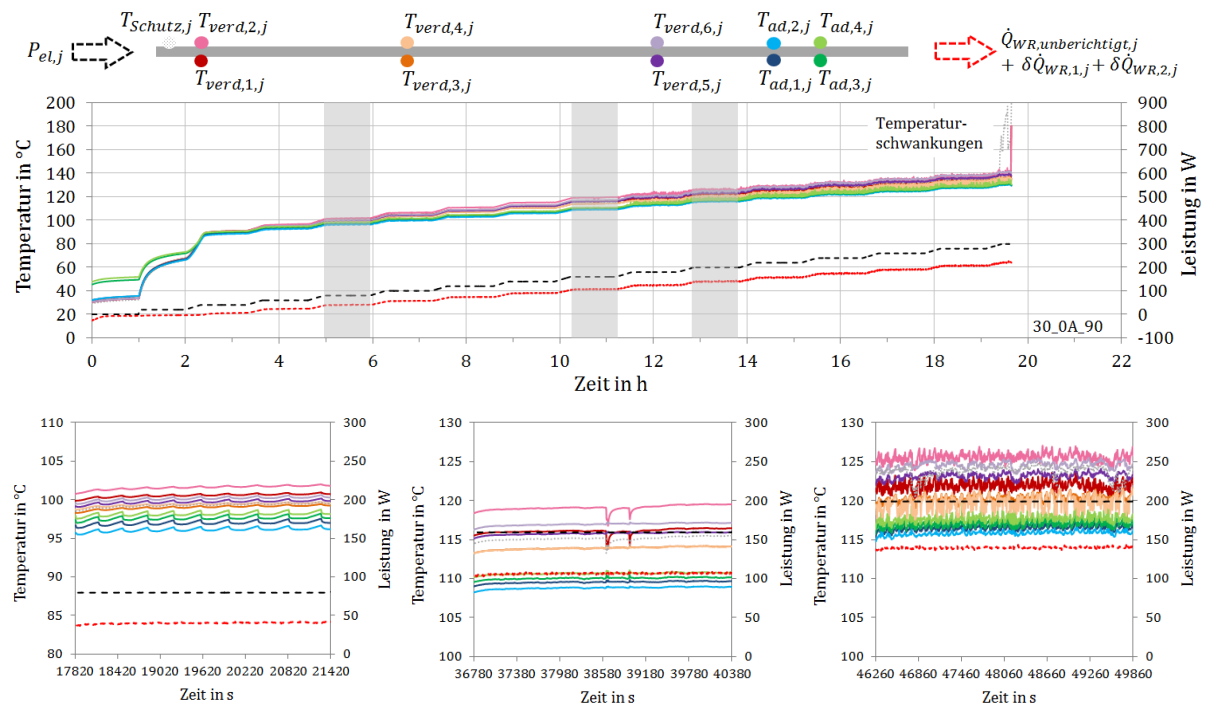 T_Schutz,j T_verd,2,j T_verd,4,j T_verd,6,j T_ad,2,j T_ad,4,j
P_el,j
Q̇_WR,unberichtigt,j
+ δQ̇_WR,1,j + δQ̇_WR,2,j
T_verd,1,j T_verd,3,j T_verd,5,j T_ad,1,j T_ad,3,j
Temperatur in °C
200
180
160
140
120
100
80
60
40
20
0
Temperatur-
schwankungen
30_0A_90
900
800
700
600
500
400
300
200
100
0
-100
Leistung in W
0 2 4 6 8 10 12 14 16 18 20 22
Zeit in h
Temperatur in °C
110
105
100
95
90
85
80
300
250
200
150
100
50
0
Leistung in W
17820 18420 19020 19620 20220 20820 21420
Zeit in s
Temperatur in °C
130
120
110
100
300
250
200
150
100
50
0
Leistung in W
36780 37380 37980 38580 39180 39780 40380
Zeit in s
Temperatur in °C
130
125
120
115
110
105
100
300
250
200
150
100
50
0
Leistung in W
46260 46860 47460 48060 48660 49260 49860
Zeit in s